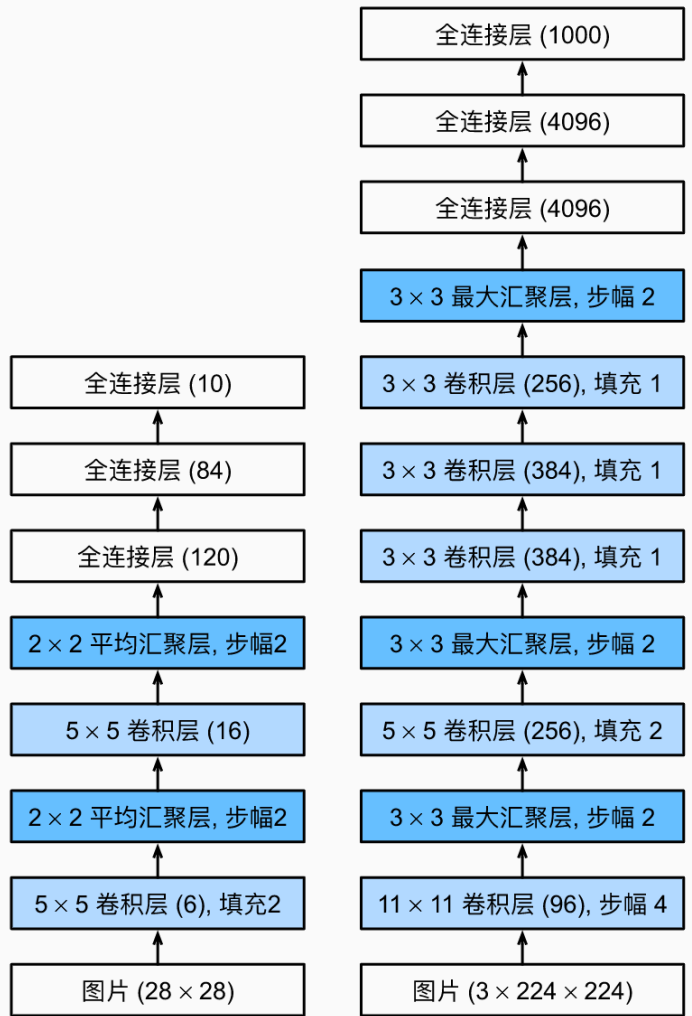 全连接层 (10)
全连接层 (84)
全连接层 (120)
2 × 2 平均汇聚层, 步幅2
5 × 5 卷积层 (16)
2 × 2 平均汇聚层, 步幅2
5 × 5 卷积层 (6), 填充2
图片 (28 × 28)
全连接层 (1000)
全连接层 (4096)
全连接层 (4096)
3 × 3 最大汇聚层, 步幅 2
3 × 3 卷积层 (256), 填充 1
3 × 3 卷积层 (384), 填充 1
3 × 3 卷积层 (384), 填充 1
3 × 3 最大汇聚层, 步幅 2
5 × 5 卷积层 (256), 填充 2
3 × 3 最大汇聚层, 步幅 2
11 × 11 卷积层 (96), 步幅 4
图片 (3 × 224 × 224)